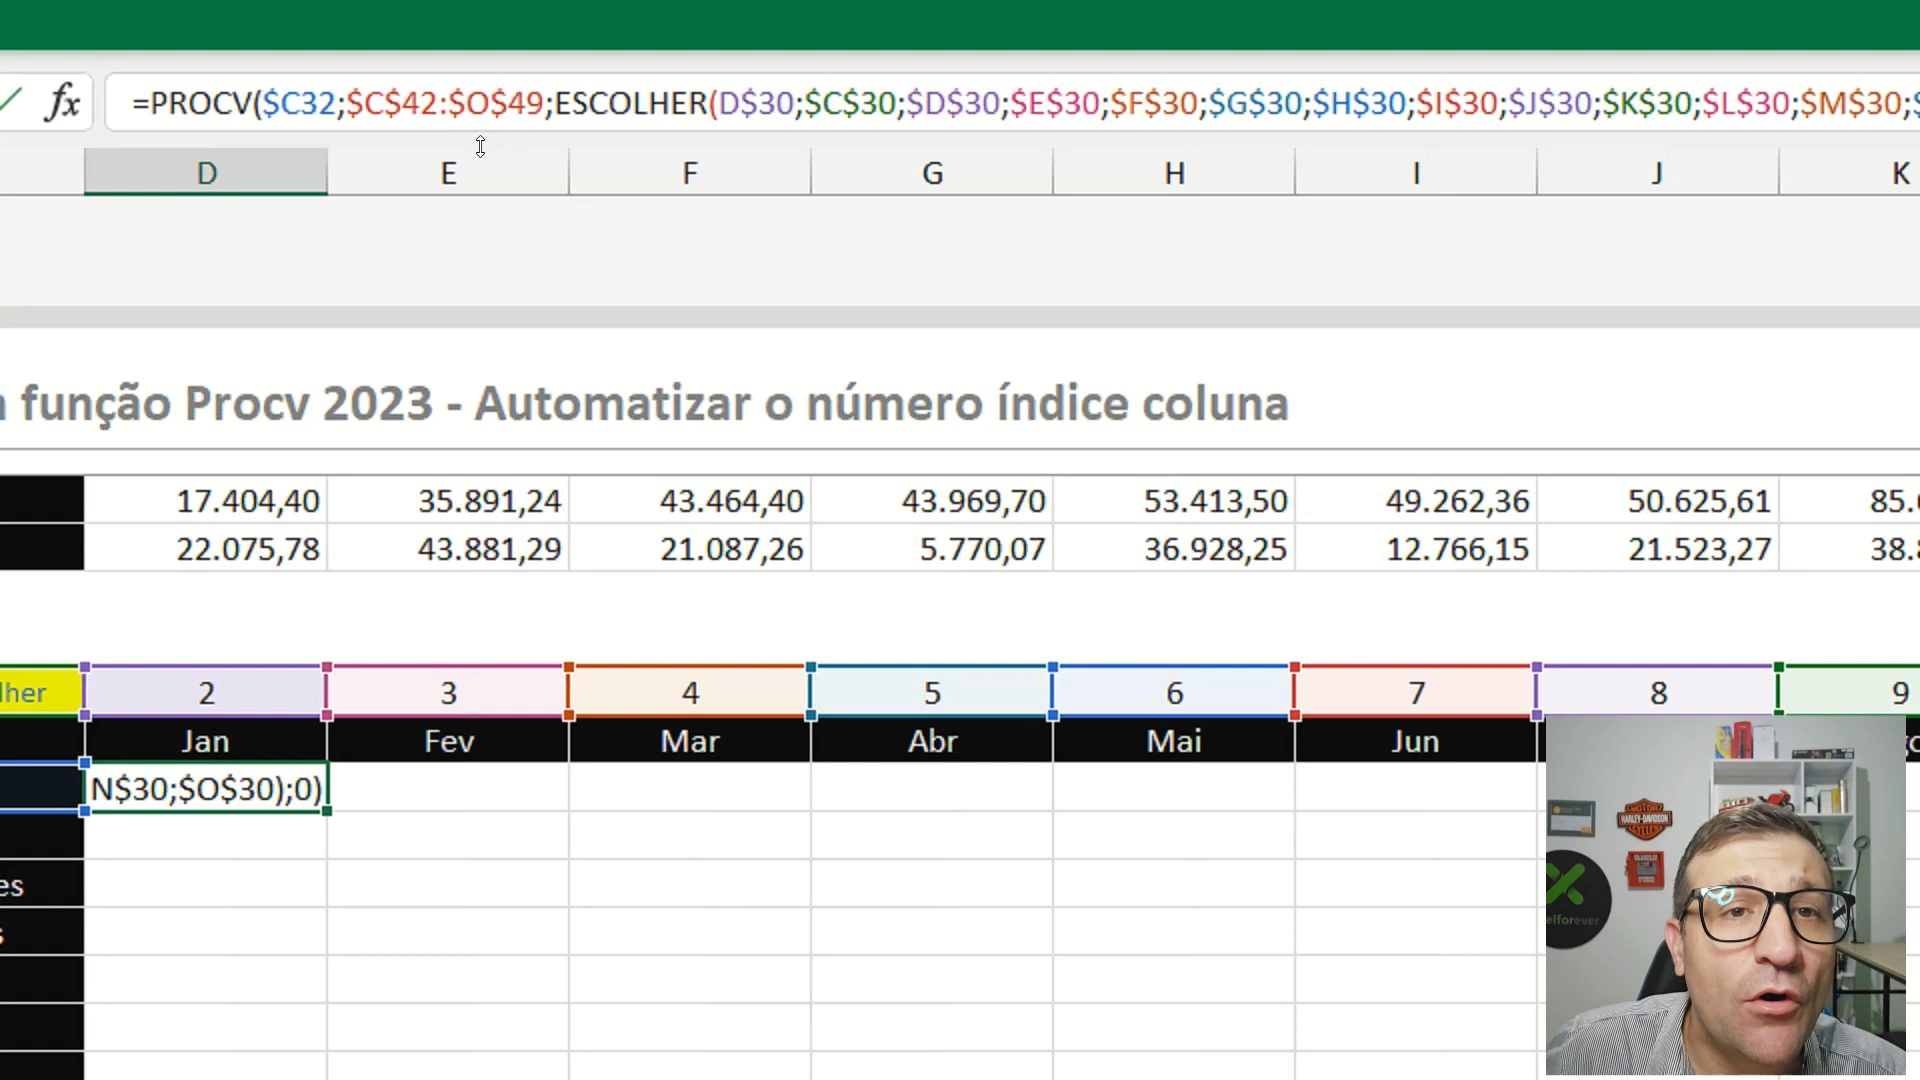 fx =PROCV($C32;$C$42:$O$49;ESCOLHER(D$30;$C$30;$D$30;$E$30;$F$30;$G$30;$H$30;$I$30;$J$30;$K$30;$L$30;$M$30;$
D E F G H I J K
função Procv 2023 - Automatizar o número índice coluna
17.404,40 35.891,24 43.464,40 43.969,70 53.413,50 49.262,36 50.625,61 85.
22.075,78 43.881,29 21.087,26 5.770,07 36.928,25 12.766,15 21.523,27 38.
lher 2 3 4 5 6 7 8 9
Jan Fev Mar Abr Mai Jun
N$30;$O$30);0)
es
s
HARLEY-DAVIDSON
elforever